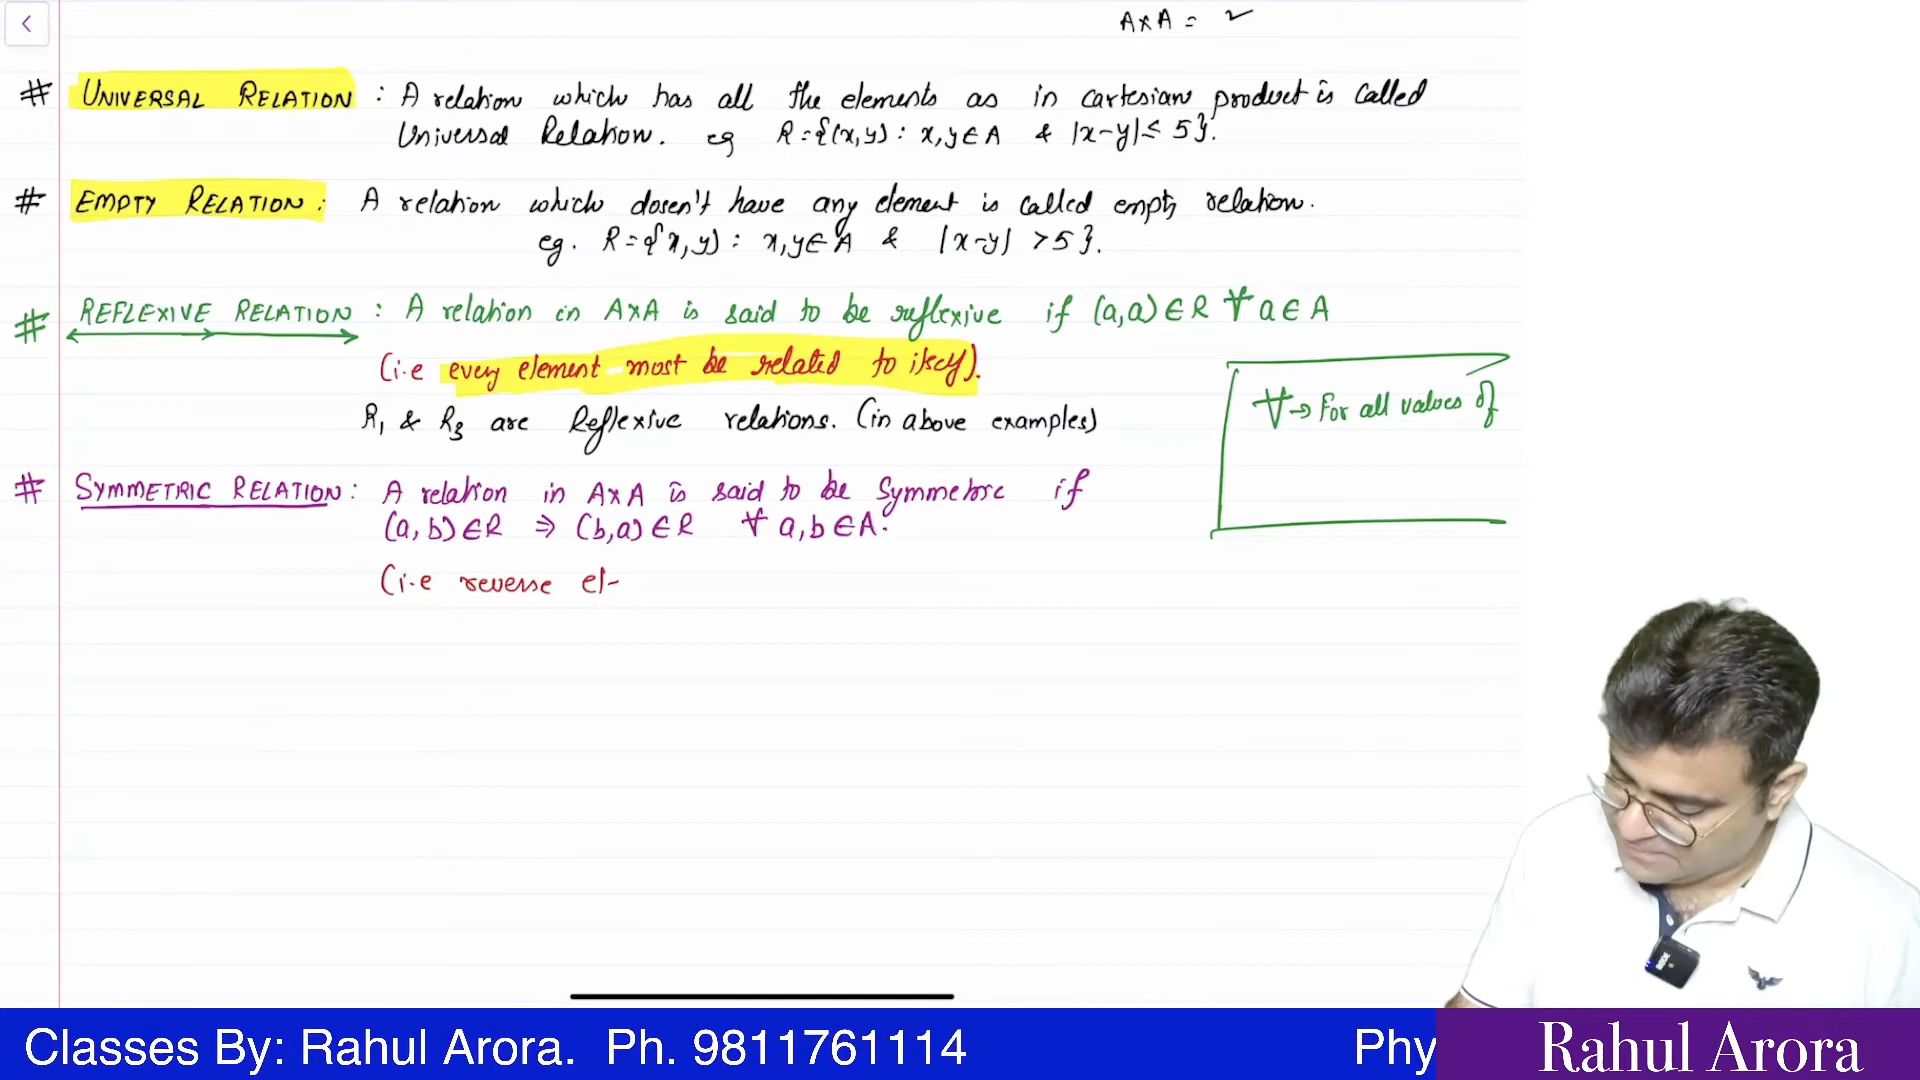 A×A = 2
# UNIVERSAL RELATION : A relation which has all the elements as in cartesian product is called
Universal Relation. eg R={(x,y): x,y∈A & |x-y|≤ 5}.
# EMPTY RELATION: A relation which dosen't have any element is called empty relation.
eg. R={x,y): x,y∈A & |x-y| >5}.
# REFLEXIVE RELATION : A relation in A×A is said to be reflexive if (a,a)∈R ∀ a∈A
(i.e every element must be related to itself).
∀→ For all values of
R₁ & R₃ are Reflexive relations. (in above examples)
# SYMMETRIC RELATION: A relation in A×A is said to be Symmetric if
(a,b)∈R ⇒ (b,a)∈R ∀ a,b∈A.
(i.e reverse el-
Classes By: Rahul Arora. Ph. 9811761114 Phy
Rahul Arora